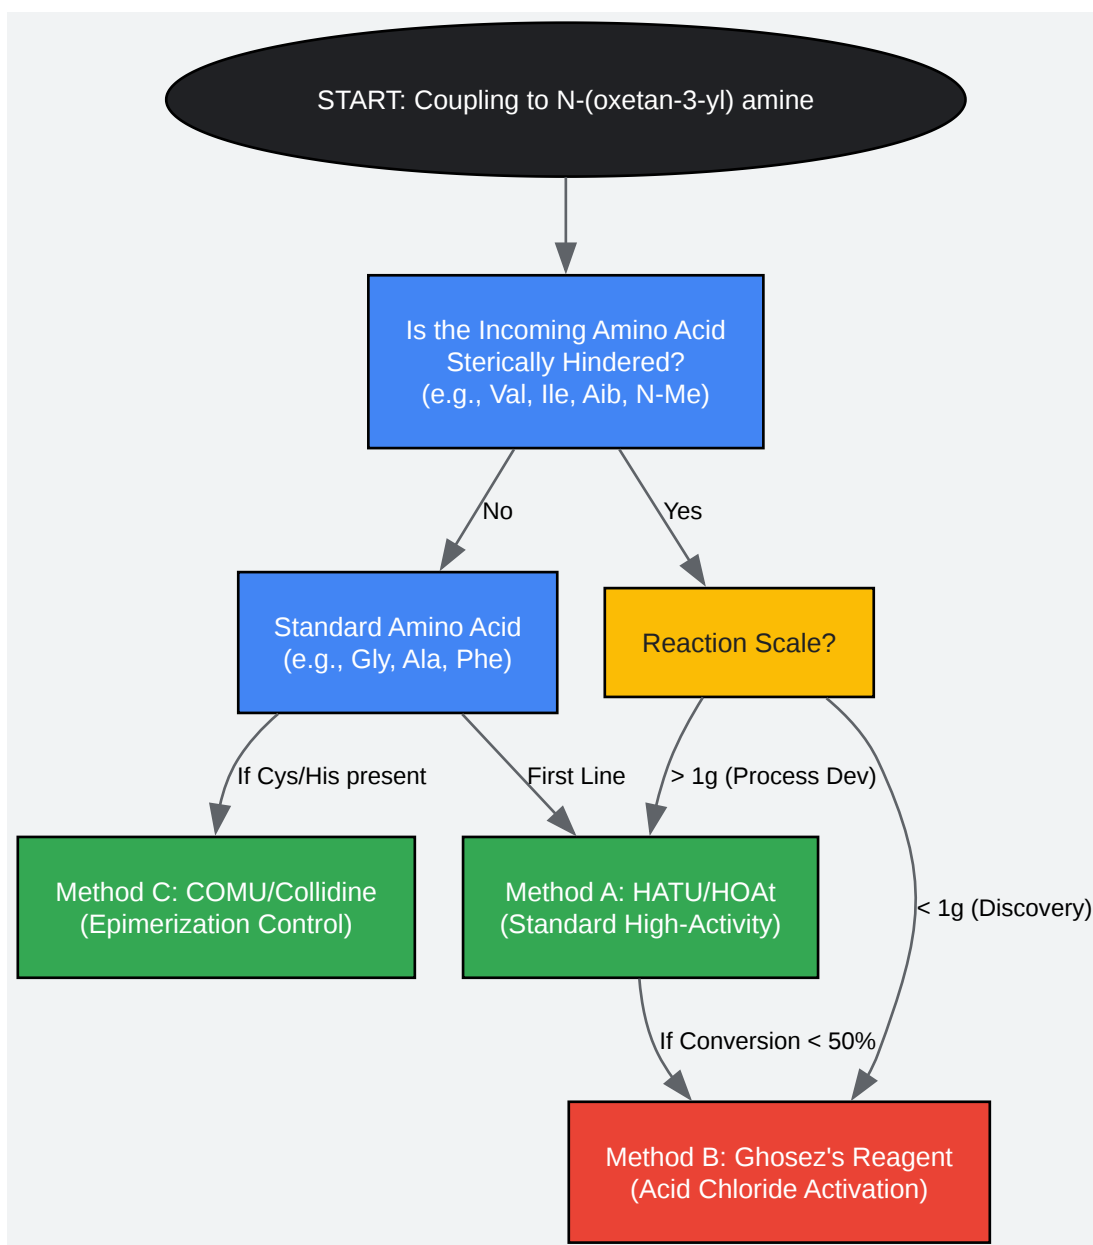 START: Coupling to N-(oxetan-3-yl) amine
Is the Incoming Amino Acid
Sterically Hindered?
(e.g., Val, Ile, Aib, N-Me)
No
Yes
Standard Amino Acid
(e.g., Gly, Ala, Phe)
Reaction Scale?
If Cys/His present
First Line
> 1g (Process Dev)
Method C: COMU/Collidine
(Epimerization Control)
Method A: HATU/HOAt
(Standard High-Activity)
< 1g (Discovery)
If Conversion < 50%
Method B: Ghosez's Reagent
(Acid Chloride Activation)